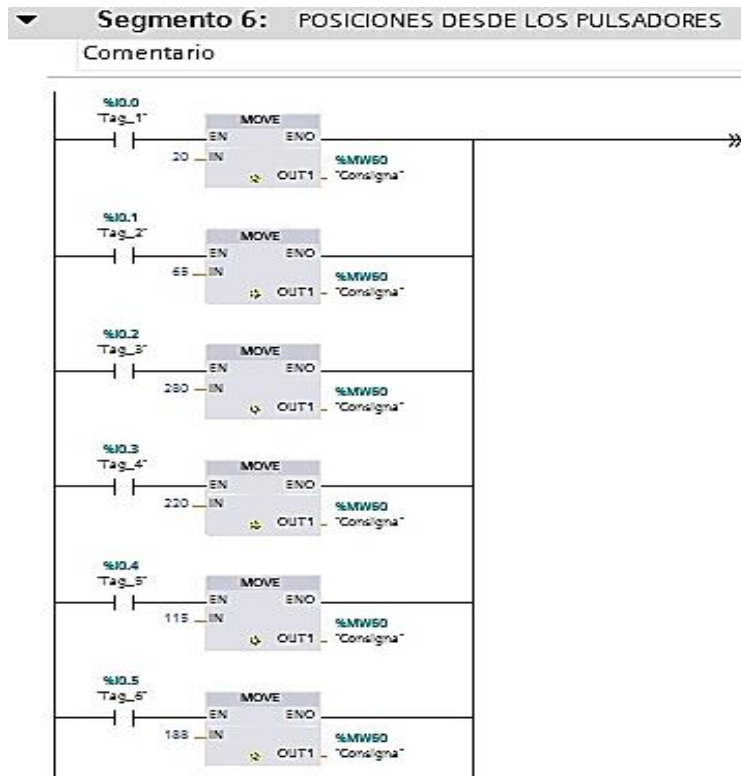 Segmento 6: POSICIONES DESDE LOS PULSADORES
Comentario
%I0.0
"Tag_1"
MOVE
EN ENO
20 IN
%MW60
OUT1 "Consigna"
%I0.1
"Tag_2"
MOVE
EN ENO
65 IN
%MW60
OUT1 "Consigna"
%I0.2
"Tag_3"
MOVE
EN ENO
280 IN
%MW60
OUT1 "Consigna"
%I0.3
"Tag_4"
MOVE
EN ENO
220 IN
%MW60
OUT1 "Consigna"
%I0.4
"Tag_5"
MOVE
EN ENO
115 IN
%MW60
OUT1 "Consigna"
%I0.5
"Tag_6"
MOVE
EN ENO
188 IN
%MW60
OUT1 "Consigna"